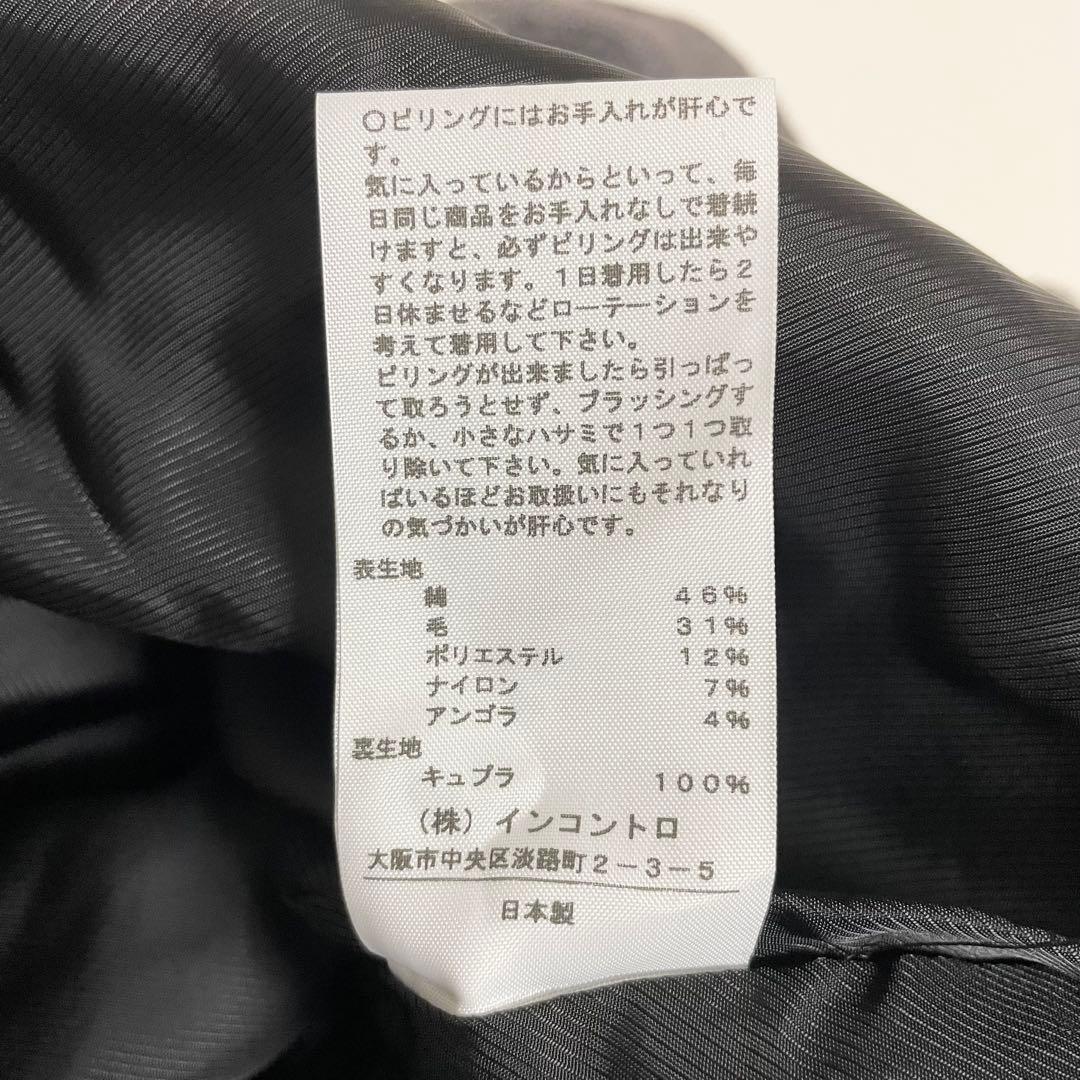 〇ピリングにはお手入れが肝心で
す。
気に入っているからといって、毎
日同じ商品をお手入れなしで着続
けますと、必ずピリングは出来や
すくなります。1日着用したら2
日休ませるなどローテーションを
考えて着用して下さい。
ピリングが出来ましたら引っぱっ
て取ろうとせず、ブラッシングす
るか、小さなハサミで1つ1つ取
り除いて下さい。気に入っていれ
ばいるほどお取扱いにもそれなり
の気づかいが肝心です。
表生地
綿 46%
毛 31%
ポリエステル 12%
ナイロン 7%
アンゴラ 4%
裏生地
キュプラ 100%
(株)インコントロ
大阪市中央区淡路町2-3-5
日本製